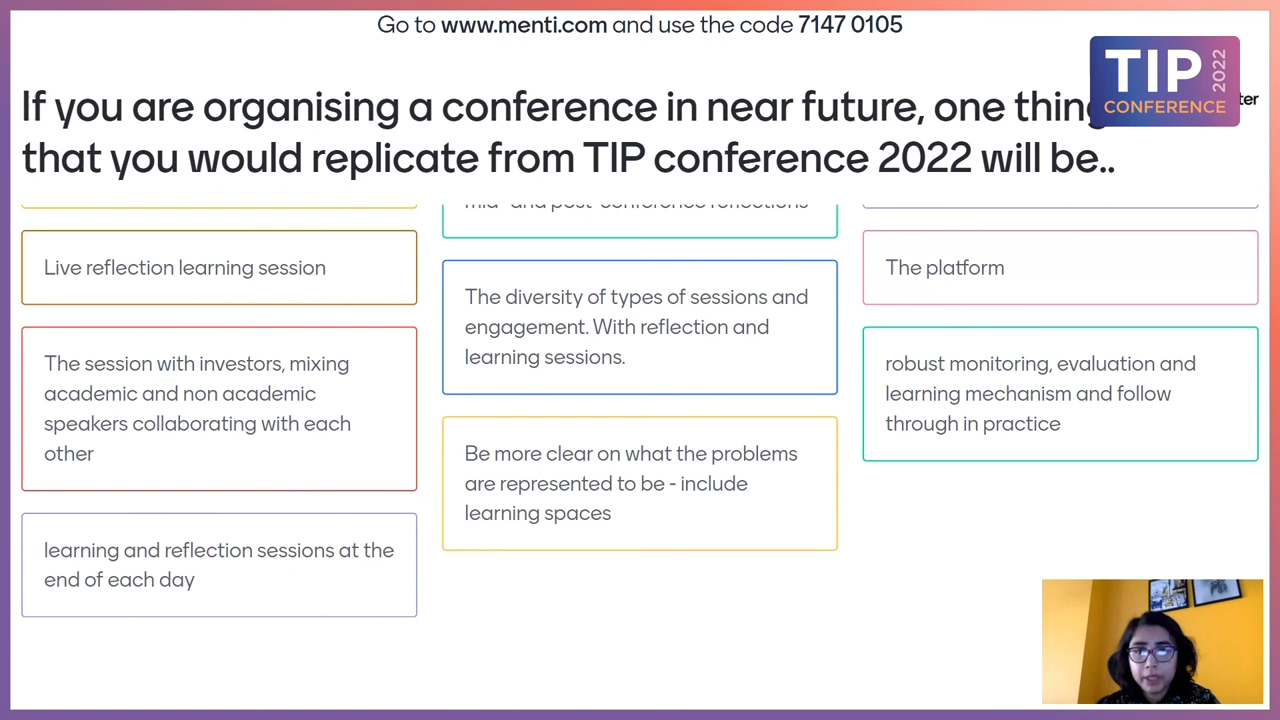 Go to www.menti.com and use the code 7147 0105
TIP
CONFERENCE
2022
If you are organising a conference in near future, one thing
that you would replicate from TIP conference 2022 will be..
mid- and post-conference reflections
Live reflection learning session
The session with investors, mixing
academic and non academic
speakers collaborating with each
other
learning and reflection sessions at the
end of each day
The diversity of types of sessions and
engagement. With reflection and
learning sessions.
Be more clear on what the problems
are represented to be - include
learning spaces
The platform
robust monitoring, evaluation and
learning mechanism and follow
through in practice